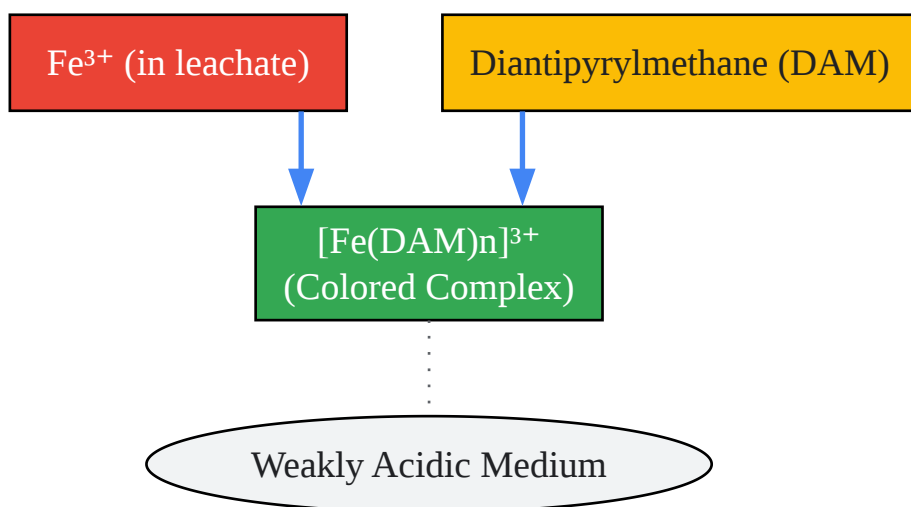 Fe³⁺ (in leachate)
Diantipyrylmethane (DAM)
[Fe(DAM)n]³⁺
(Colored Complex)
Weakly Acidic Medium